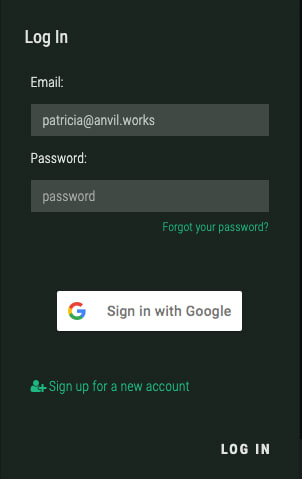 Log In
Email:
patricia@anvil.works
Password:
password
Forgot your password?
Sign in with Google
Sign up for a new account
LOG IN